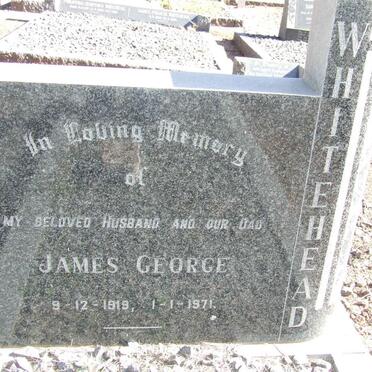 In Loving Memory
of
MY BELOVED HUSBAND AND OUR DAD
JAMES GEORGE
9-12-1919, 1-1-1971.
WHITEHEAD